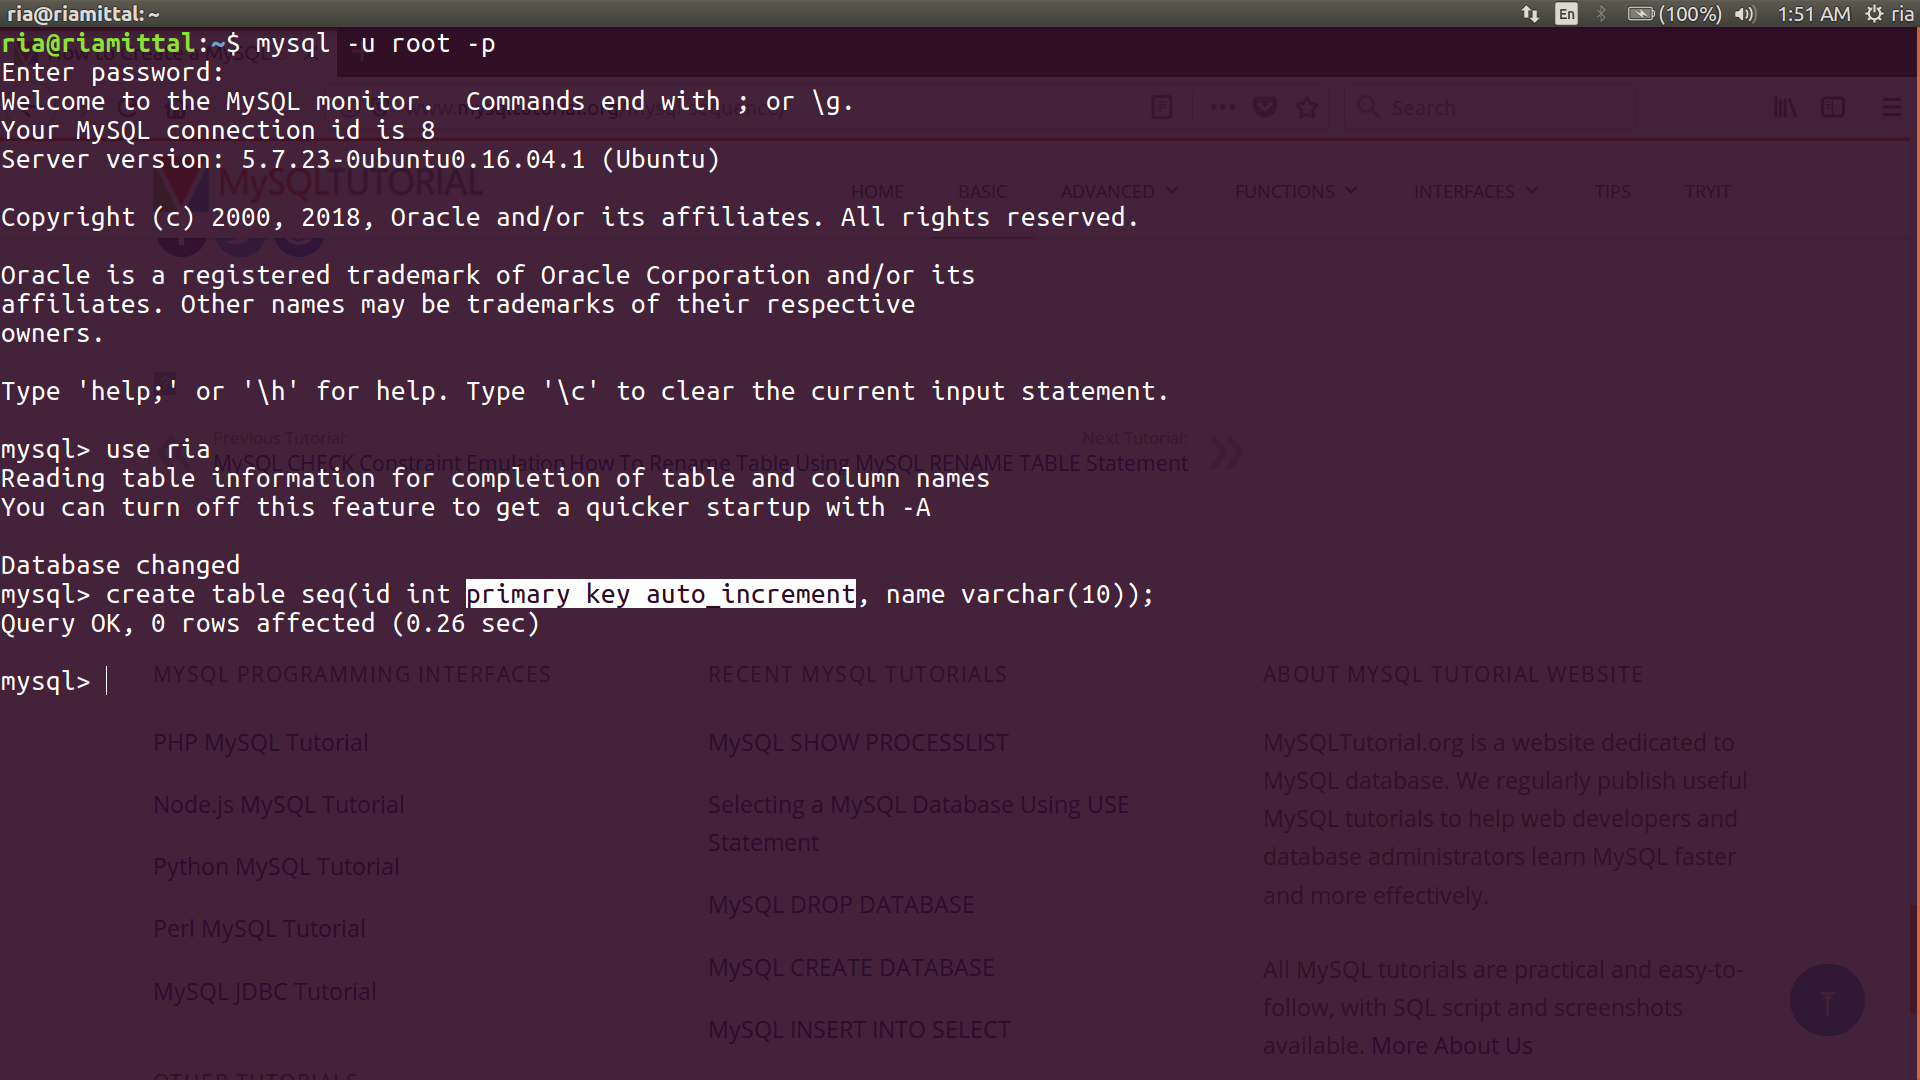 ria@riamittal: ~
En (100%) 1:51 AM ria
ria@riamittal:~$ mysql -u root -p
Enter password:
Welcome to the MySQL monitor.  Commands end with ; or \g.
Search
Your MySQL connection id is 8
Server version: 5.7.23-0ubuntu0.16.04.1 (Ubuntu)
MySQLTUTORIAL
HOME BASIC ADVANCED FUNCTIONS INTERFACES TIPS TRYIT
Copyright (c) 2000, 2018, Oracle and/or its affiliates. All rights reserved.
Oracle is a registered trademark of Oracle Corporation and/or its
affiliates. Other names may be trademarks of their respective
owners.
Type 'help;' or '\h' for help. Type '\c' to clear the current input statement.
Previous Tutorial: Next Tutorial:
mysql> use ria
MySQL CHECK Constraint Emulation How To Rename Table Using MySQL RENAME TABLE Statement
Reading table information for completion of table and column names
You can turn off this feature to get a quicker startup with -A
Database changed
mysql> create table seq(id int primary key auto_increment, name varchar(10));
Query OK, 0 rows affected (0.26 sec)
mysql>
MYSQL PROGRAMMING INTERFACES
PHP MySQL Tutorial
Node.js MySQL Tutorial
Python MySQL Tutorial
Perl MySQL Tutorial
MySQL JDBC Tutorial
OTHER TUTORIALS
RECENT MYSQL TUTORIALS
MySQL SHOW PROCESSLIST
Selecting a MySQL Database Using USE
Statement
MySQL DROP DATABASE
MySQL CREATE DATABASE
MySQL INSERT INTO SELECT
ABOUT MYSQL TUTORIAL WEBSITE
MySQLTutorial.org is a website dedicated to
MySQL database. We regularly publish useful
MySQL tutorials to help web developers and
database administrators learn MySQL faster
and more effectively.
All MySQL tutorials are practical and easy-to-
follow, with SQL script and screenshots
available. More About Us